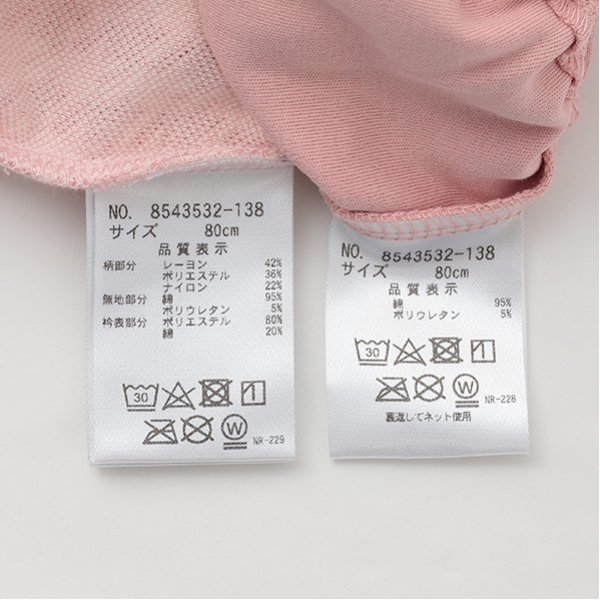 NO. 8543532-138
サイズ 80cm
品質表示
柄部分 レーヨン 42%
ポリエステル 36%
ナイロン 22%
無地部分 綿 95%
ポリウレタン 5%
衿表部分 ポリエステル 80%
綿 20%
30
W NR-229
NO. 8543532-138
サイズ 80cm
品質表示
綿 95%
ポリウレタン 5%
30
W NR-228
裏返してネット使用